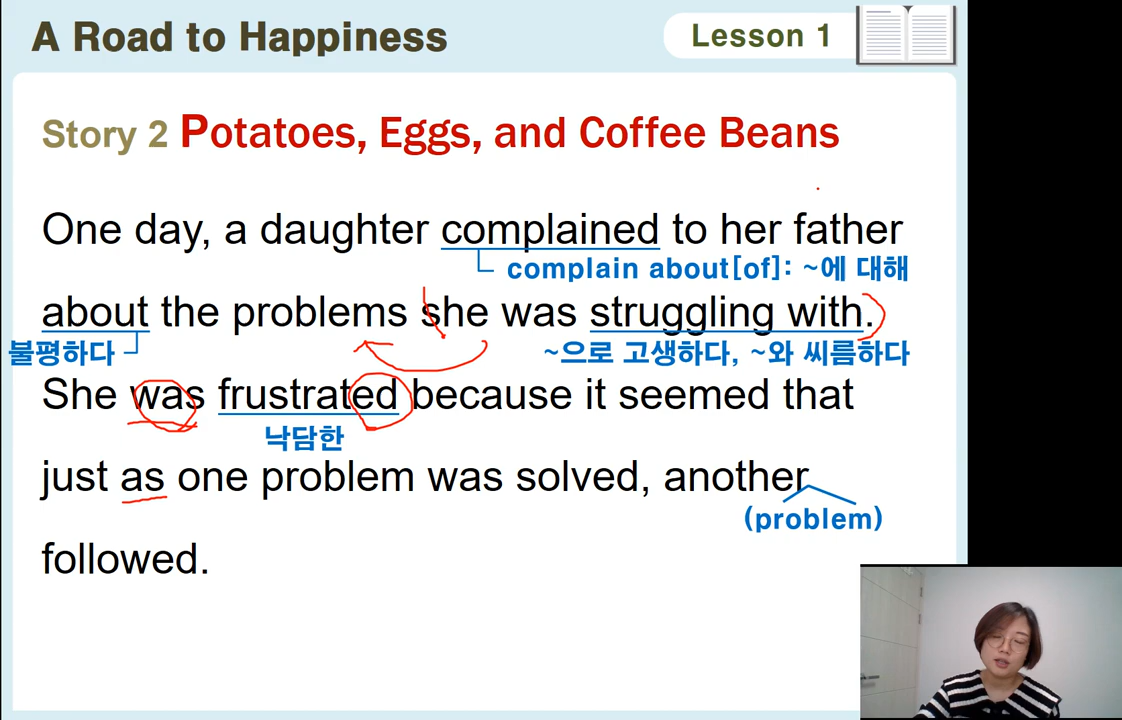 A Road to Happiness
Lesson 1
Story 2 Potatoes, Eggs, and Coffee Beans
One day, a daughter complained to her father
complain about[of]: ~에 대해
about the problems she was struggling with.
불평하다
~으로 고생하다, ~와 씨름하다
She was frustrated because it seemed that
낙담한
just as one problem was solved, another
(problem)
followed.